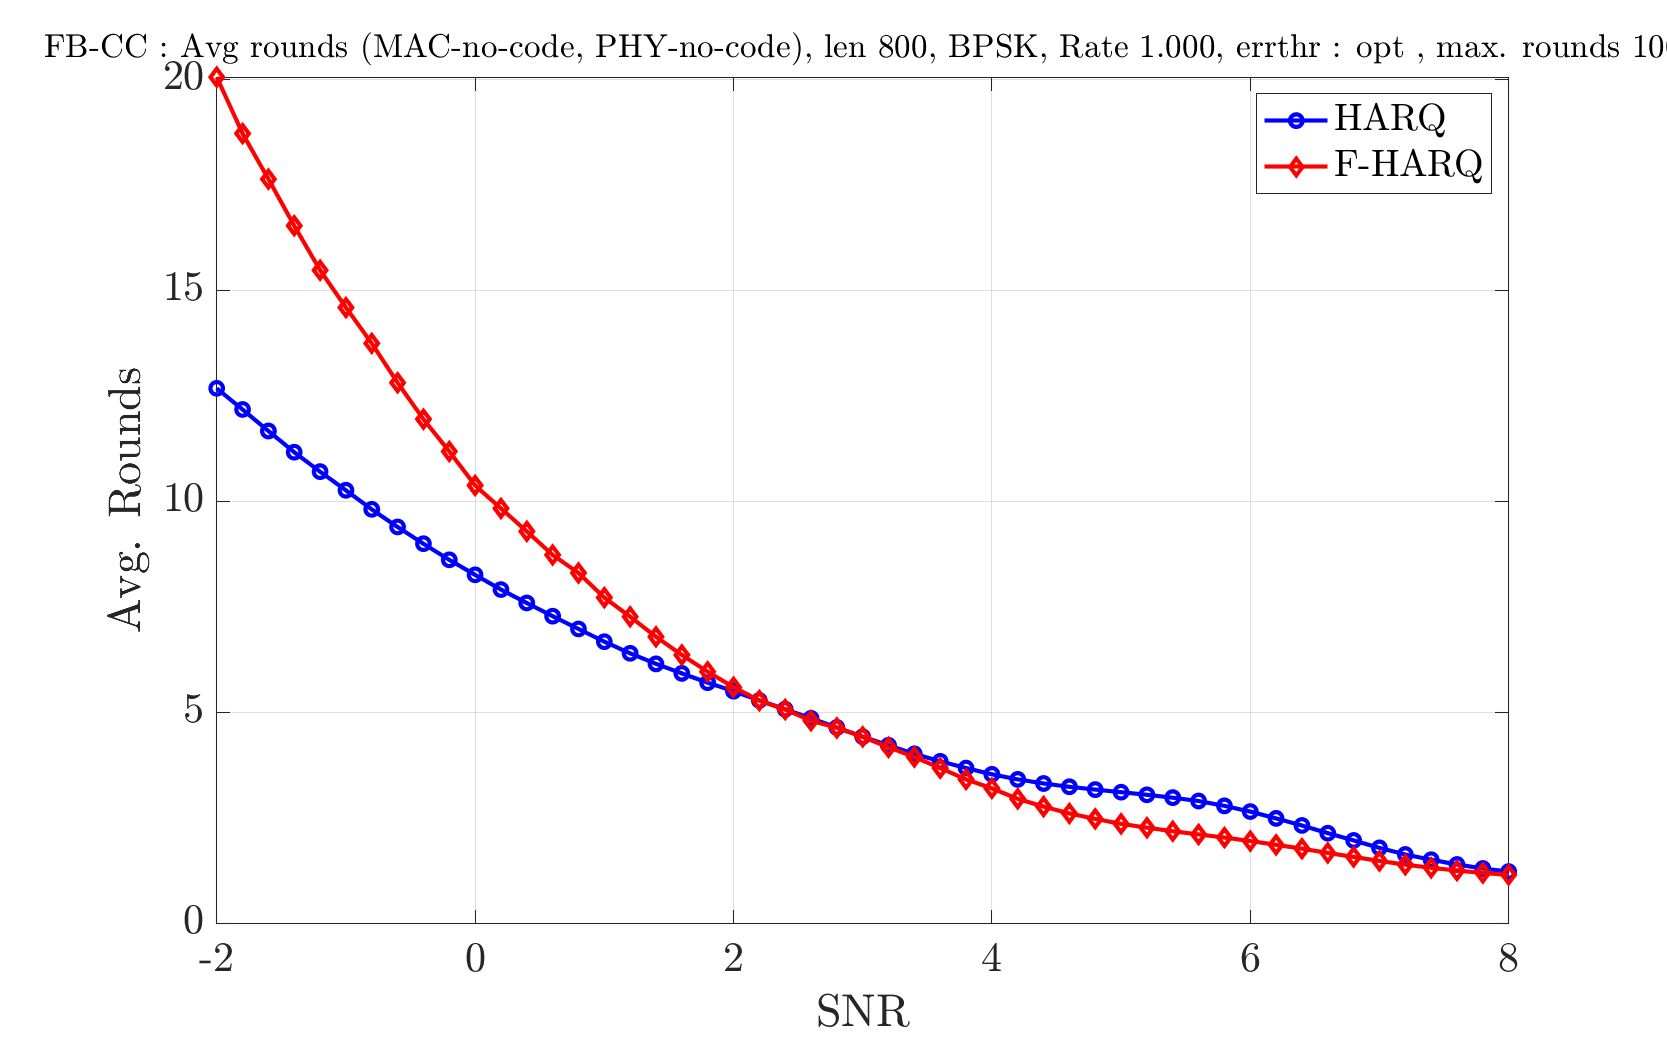 FB-CC : Avg rounds (MAC-no-code, PHY-no-code), len 800, BPSK, Rate 1.000, errthr : opt , max. rounds 10
HARQ
F-HARQ
20
15
10
5
0
Avg. Rounds
-2 0 2 4 6 8
SNR